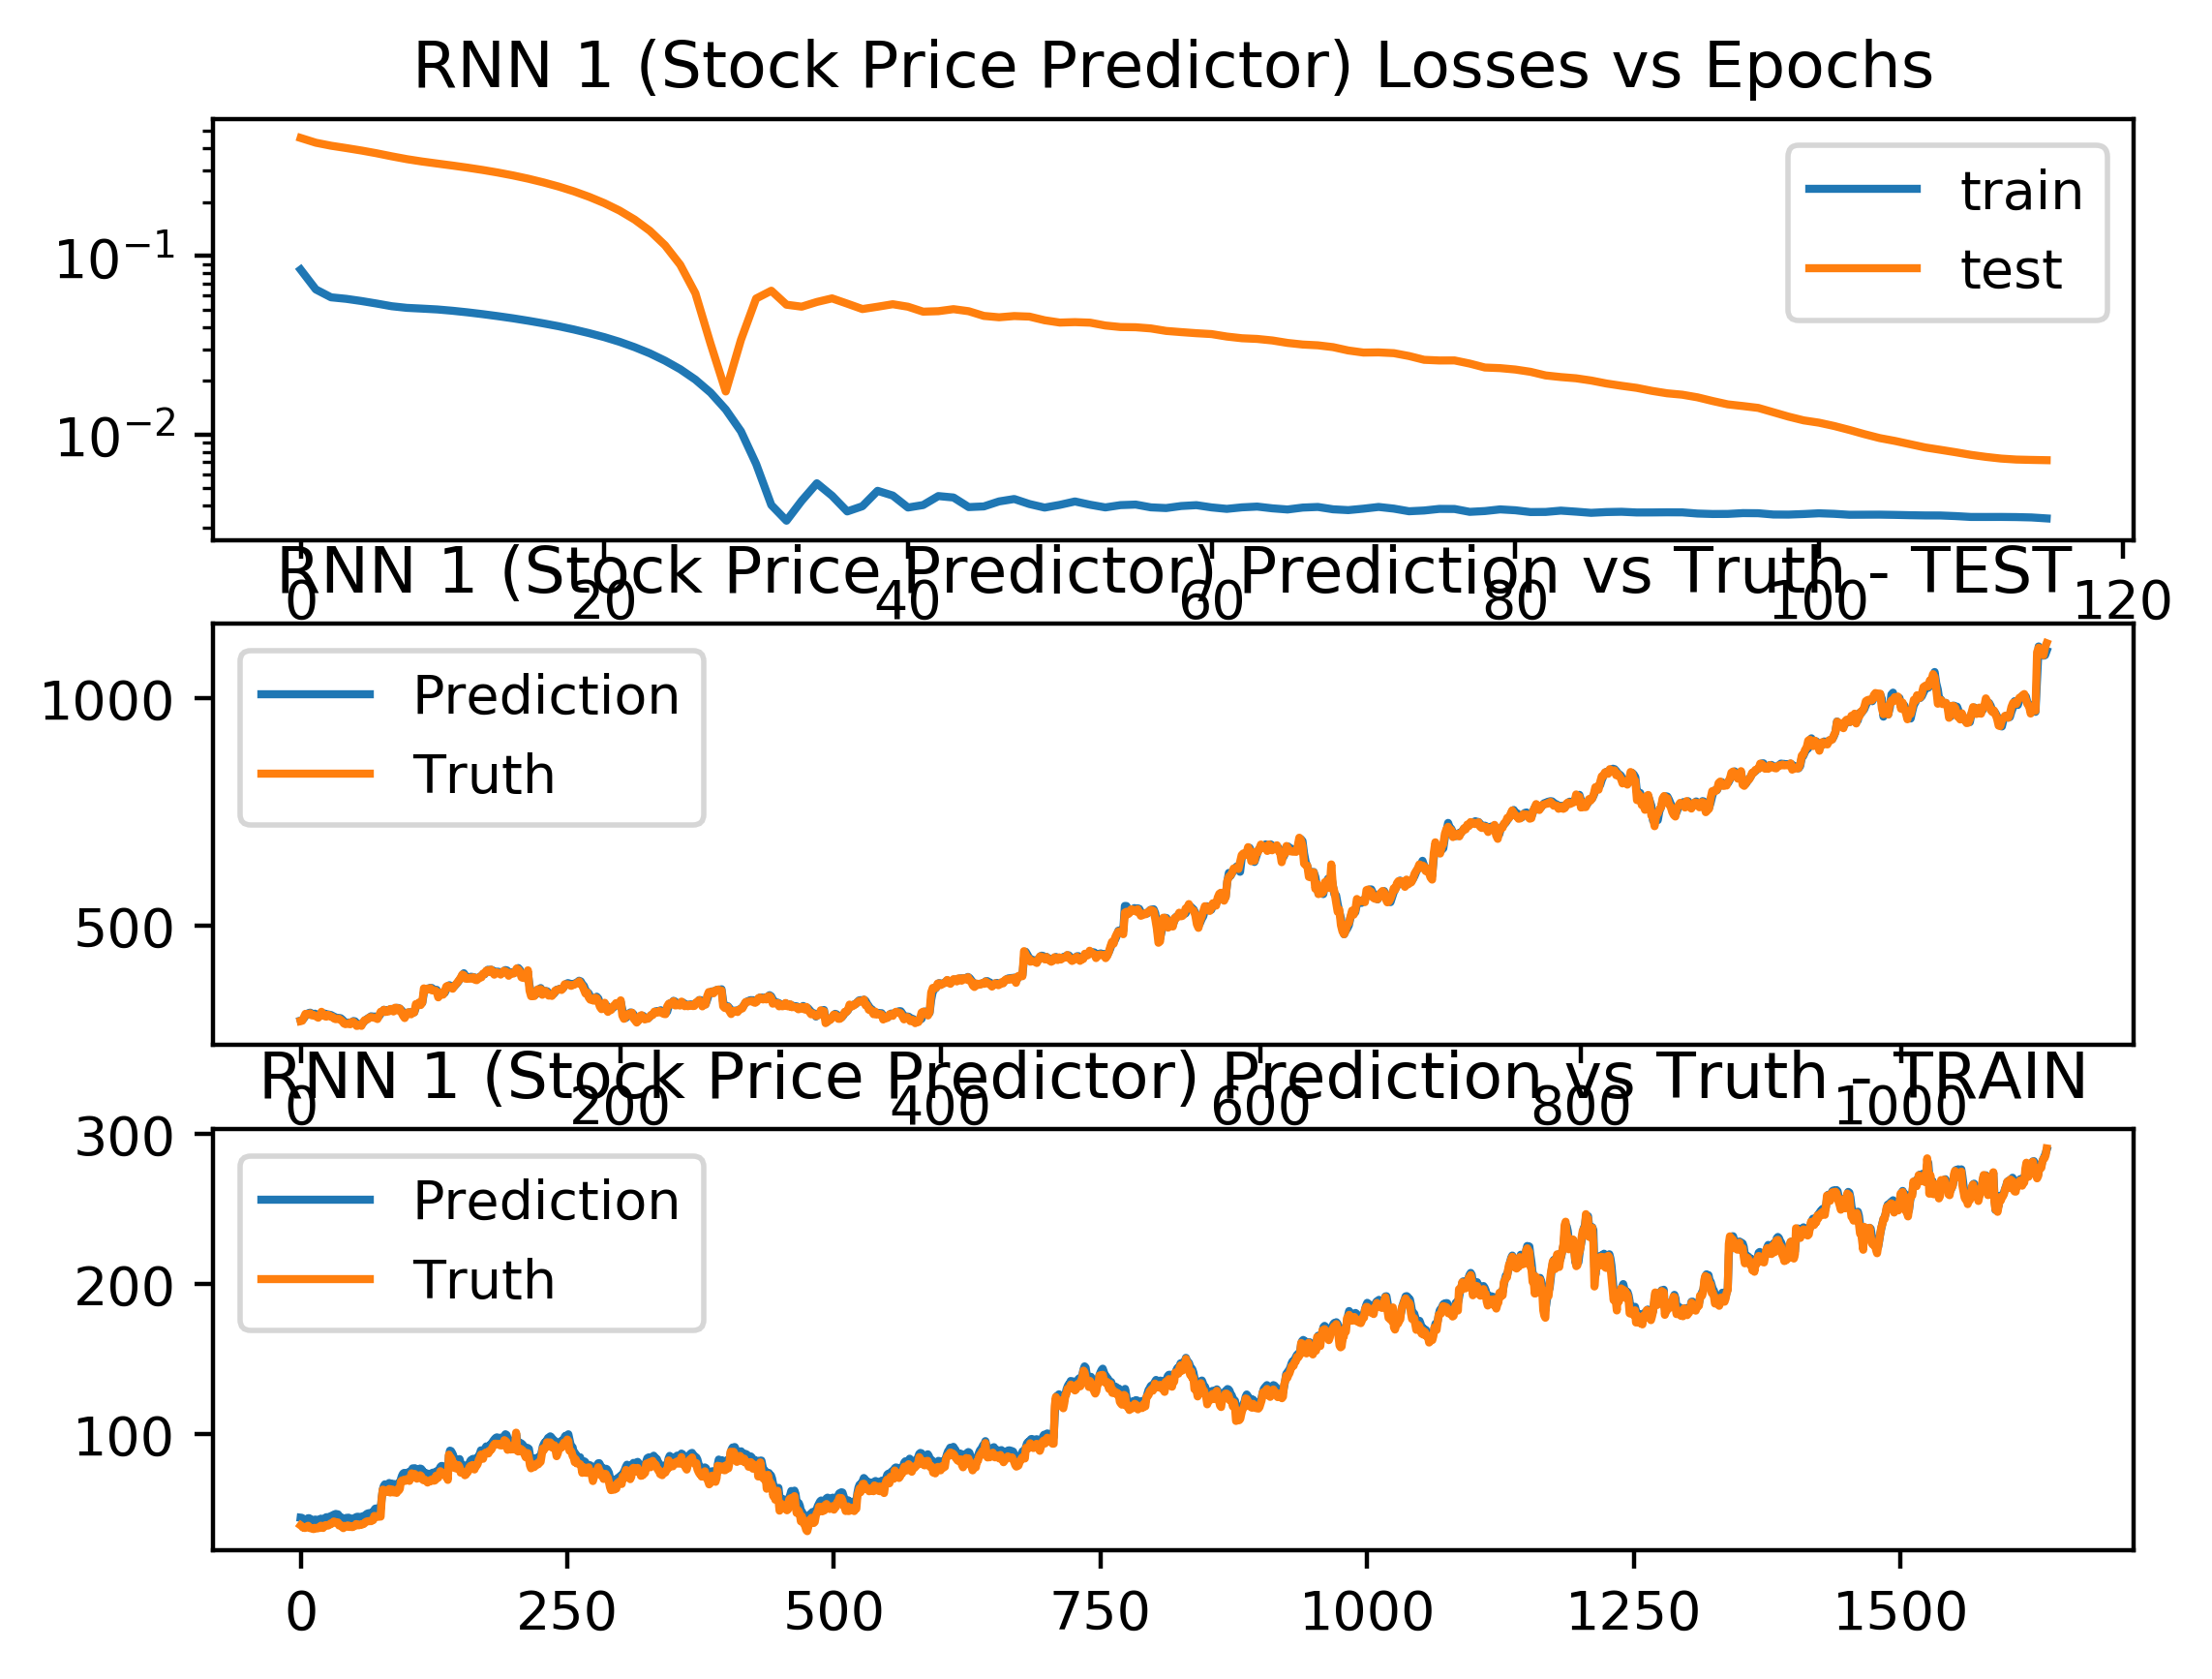 RNN 1 (Stock Price Predictor) Losses vs Epochs
train
test
10⁻¹
10⁻²
0 20 40 60 80 100 120
RNN 1 (Stock Price Predictor) Prediction vs Truth - TEST
Prediction
Truth
1000
500
0 200 400 600 800 1000
RNN 1 (Stock Price Predictor) Prediction vs Truth - TRAIN
Prediction
Truth
300
200
100
0 250 500 750 1000 1250 1500